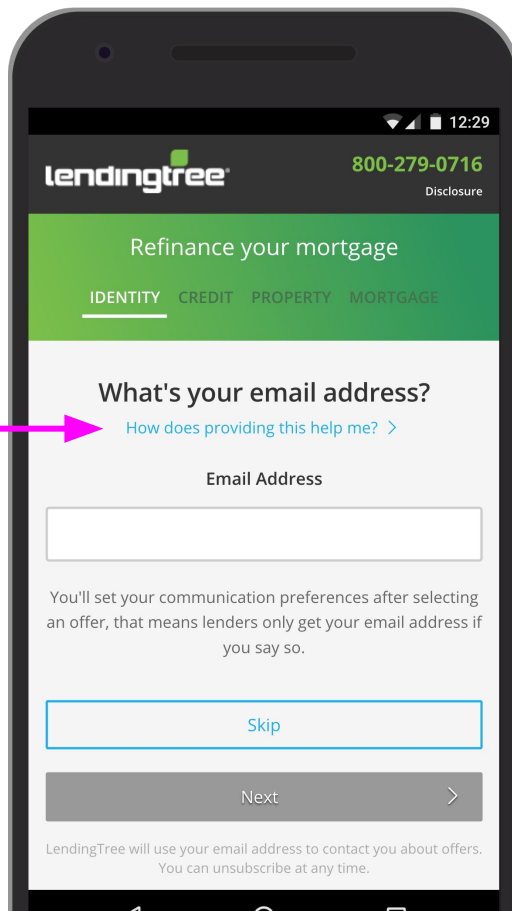 12:29
lendingtree
800-279-0716
Disclosure
Refinance your mortgage
IDENTITY CREDIT PROPERTY MORTGAGE
What's your email address?
How does providing this help me? >
Email Address
You'll set your communication preferences after selecting
an offer, that means lenders only get your email address if
you say so.
Skip
Next >
LendingTree will use your email address to contact you about offers.
You can unsubscribe at any time.